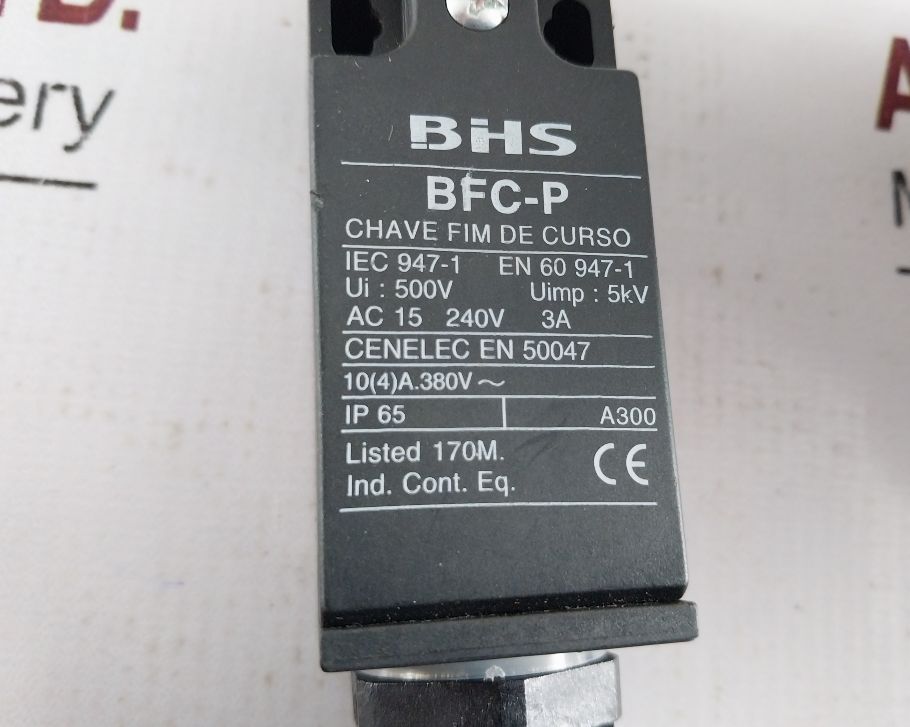 D.
ery
BHS
BFC-P
CHAVE FIM DE CURSO
IEC 947-1 EN 60 947-1
Ui : 500V Uimp : 5kV
AC 15 240V 3A
CENELEC EN 50047
10(4)A.380V ~
IP 65 A300
Listed 170M.
Ind. Cont. Eq.
CE